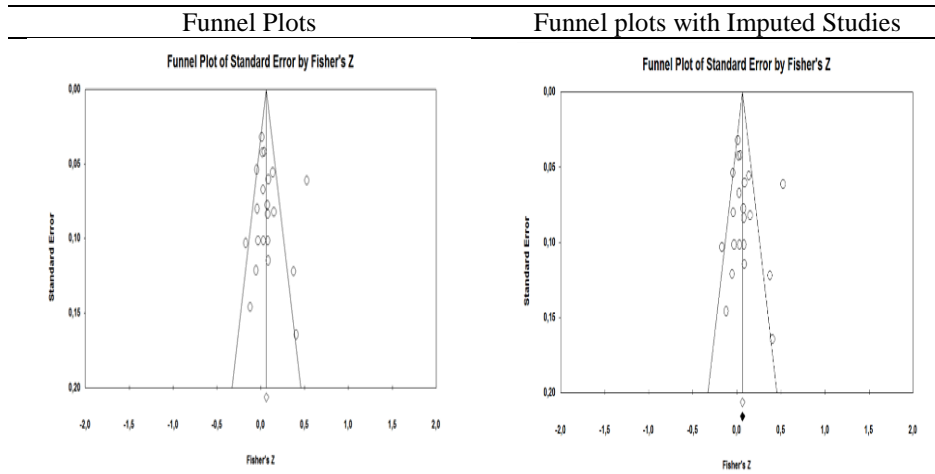 Funnel Plots
Funnel plots with Imputed Studies
Funnel Plot of Standard Error by Fisher's Z
0,00
0,05
0,10
0,15
0,20
Standard Error
-2,0 -1,5 -1,0 -0,5 0,0 0,5 1,0 1,5 2,0
Fisher's Z
Funnel Plot of Standard Error by Fisher's Z
0,00
0,05
0,10
0,15
0,20
Standard Error
-2,0 -1,5 -1,0 -0,5 0,0 0,5 1,0 1,5 2,0
Fisher's Z